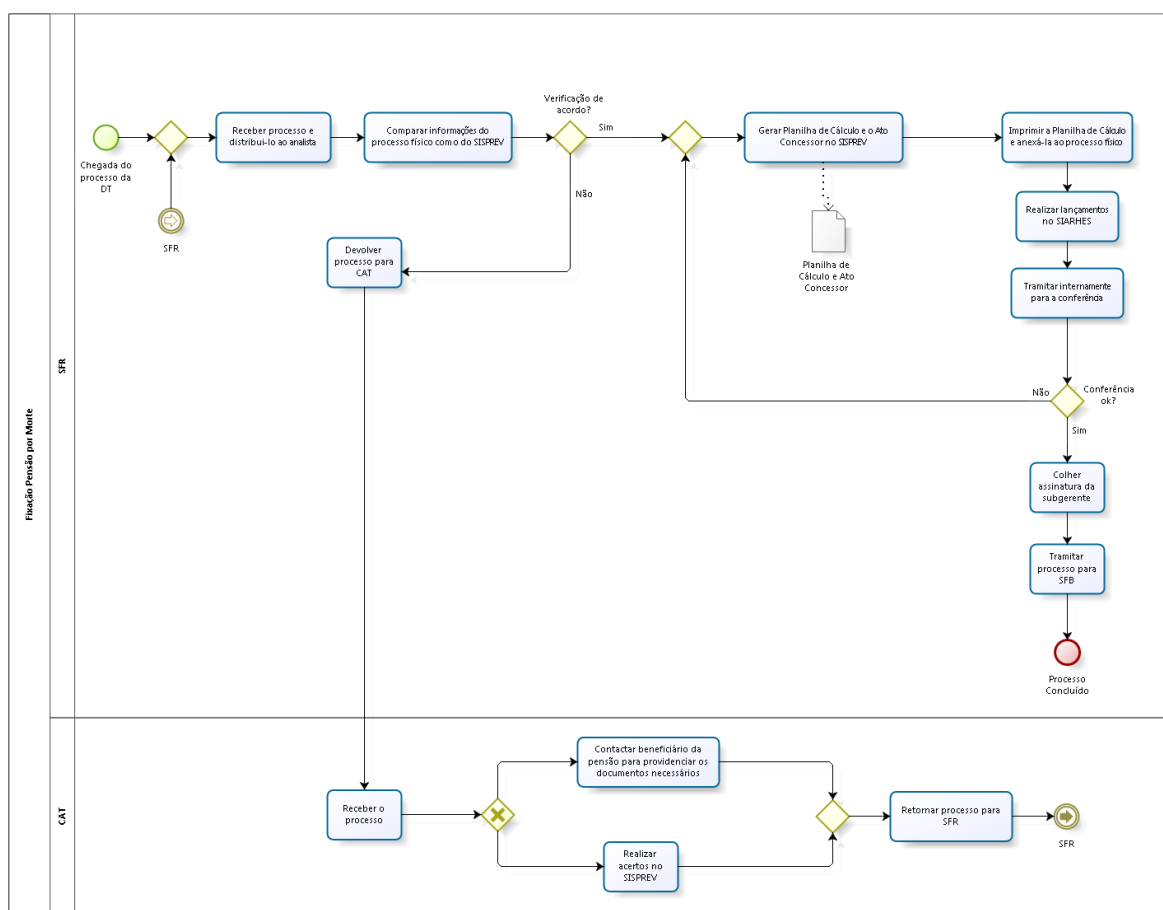 Fixação Pensão por Morte
SFR
Chegada do
processo da
DT
SFR
Receber processo e
distribui-lo ao analista
Comparar informações do
processo físico com o do SISPREV
Verificação de
acordo?
Sim
Não
Devolver
processo para
CAT
Gerar Planilha de Cálculo e o Ato
Concessor no SISPREV
Planilha de
Cálculo e Ato
Concessor
Imprimir a Planilha de Cálculo
e anexá-la ao processo físico
Realizar lançamentos
no SIARHES
Tramitar internamente
para a conferência
Não
Conferência
ok?
Sim
Colher
assinatura da
subgerente
Tramitar
processo para
SFB
Processo
Concluído
CAT
Receber o
processo
Contactar beneficiário da
pensão para providenciar os
documentos necessários
Realizar
acertos no
SISPREV
Retornar processo para
SFR
SFR